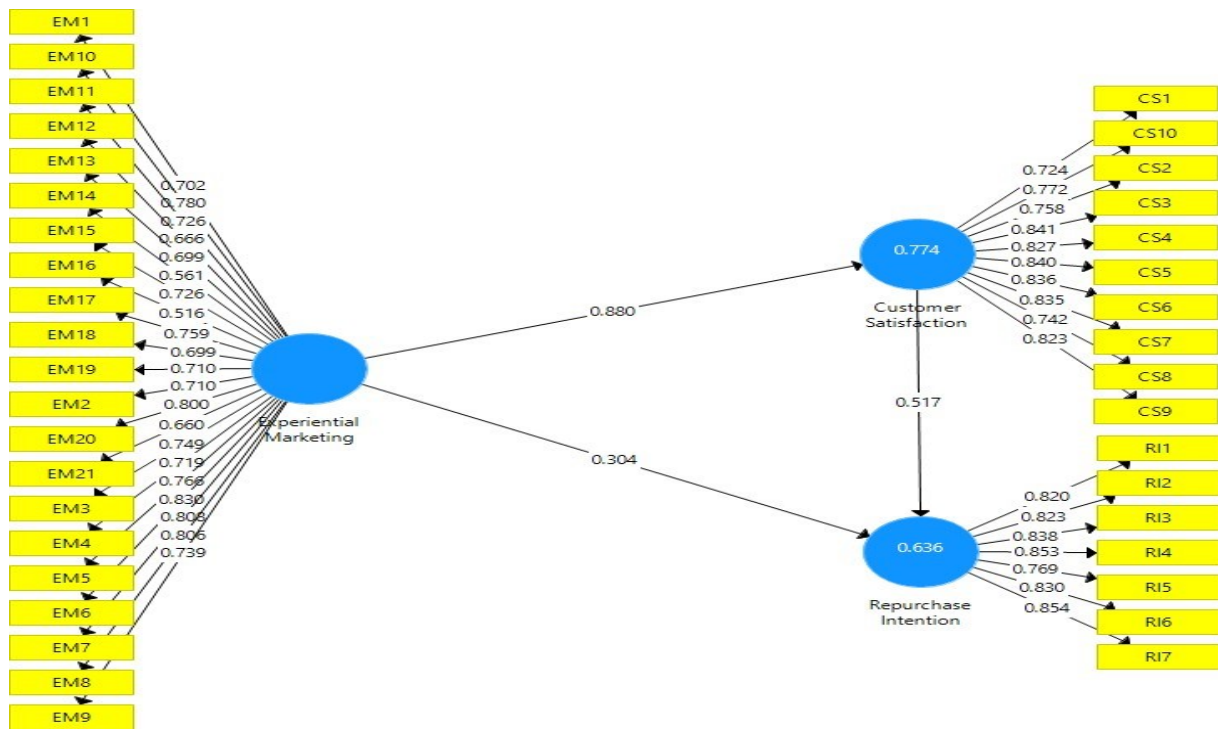 EM1
EM10
EM11
EM12
EM13
EM14
EM15
EM16
EM17
EM18
EM19
EM2
EM20
EM21
EM3
EM4
EM5
EM6
EM7
EM8
EM9
0.702
0.780
0.726
0.666
0.699
0.561
0.726
0.516
0.759
0.699
0.710
0.710
0.800
0.660
0.749
0.719
0.766
0.830
0.808
0.806
0.739
Experiential
Marketing
0.880
0.304
0.774
Customer
Satisfaction
0.517
0.636
Repurchase
Intention
0.724
0.772
0.758
0.841
0.827
0.840
0.836
0.835
0.742
0.823
CS1
CS10
CS2
CS3
CS4
CS5
CS6
CS7
CS8
CS9
0.820
0.823
0.838
0.853
0.769
0.830
0.854
RI1
RI2
RI3
RI4
RI5
RI6
RI7